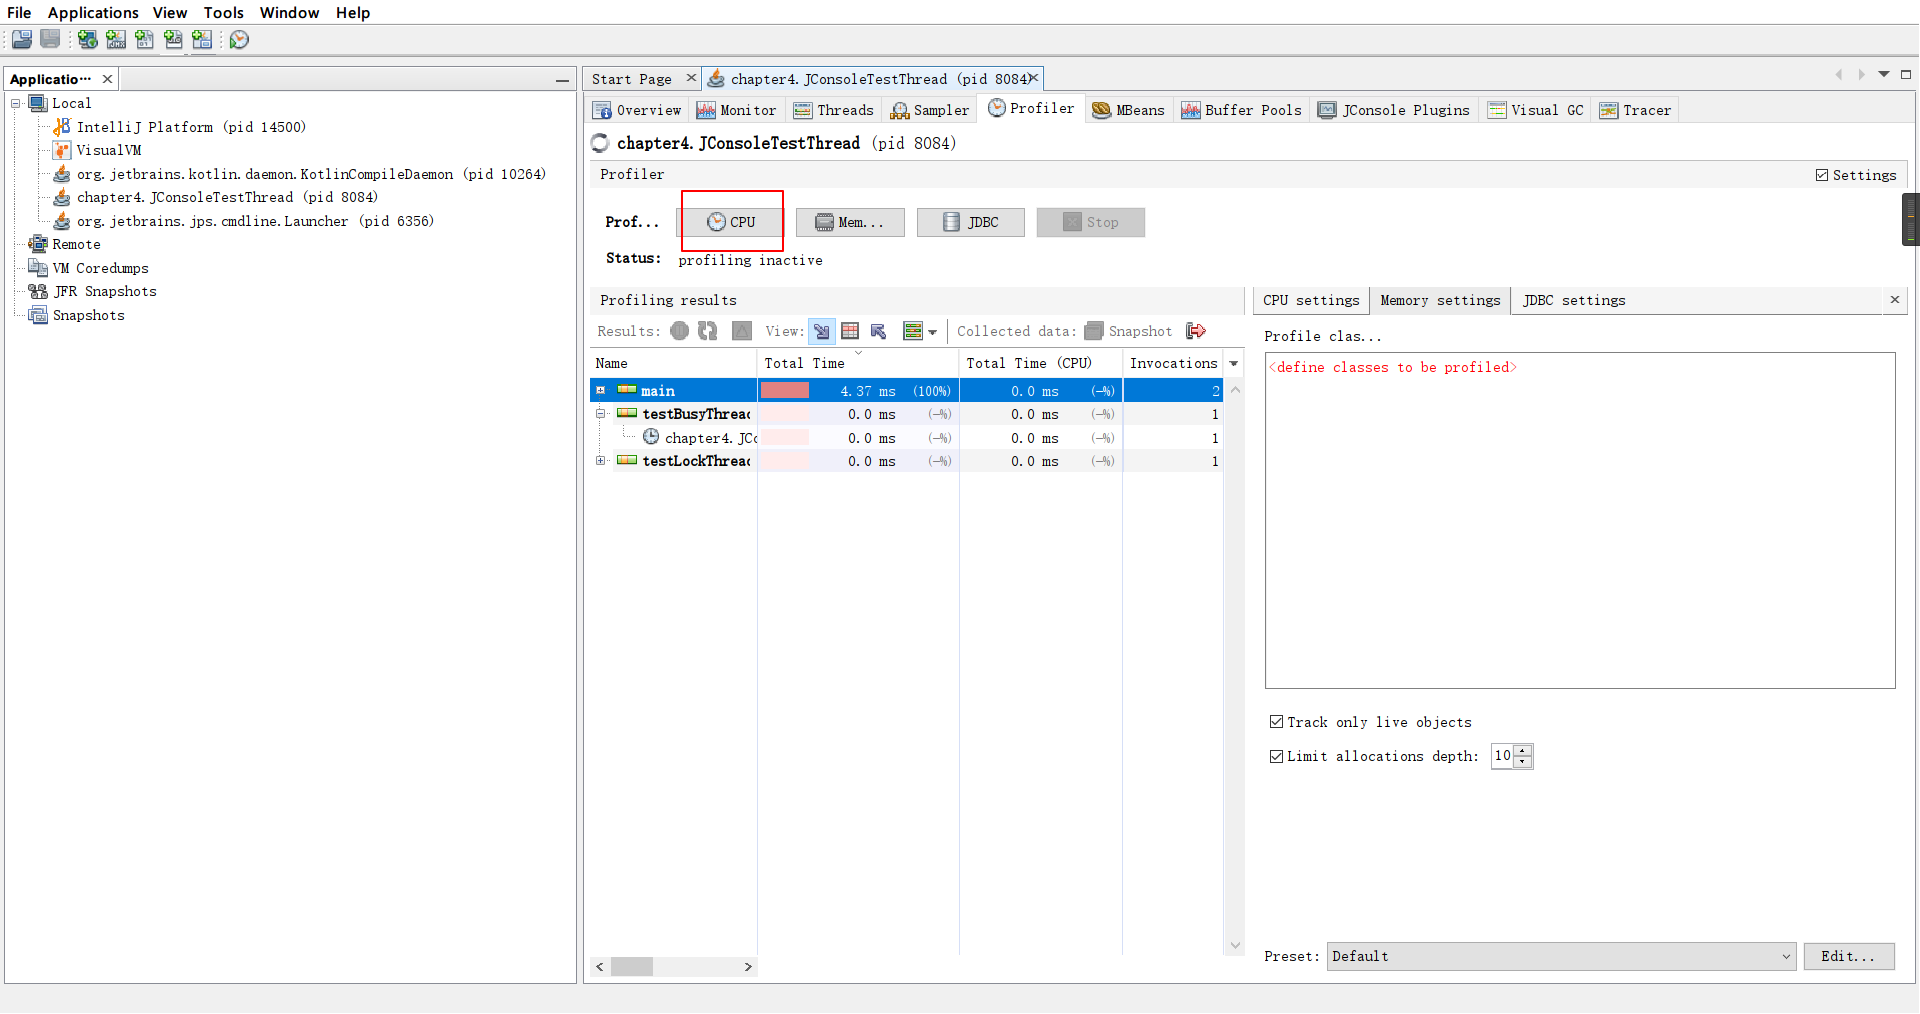 File Applications View Tools Window Help
Applicatio···
Local
IntelliJ Platform (pid 14500)
VisualVM
org.jetbrains.kotlin.daemon.KotlinCompileDaemon (pid 10264)
chapter4.JConsoleTestThread (pid 8084)
org.jetbrains.jps.cmdline.Launcher (pid 6356)
Remote
VM Coredumps
JFR Snapshots
Snapshots
Start Page chapter4.JConsoleTestThread (pid 8084)
Overview Monitor Threads Sampler Profiler MBeans Buffer Pools JConsole Plugins Visual GC Tracer
chapter4.JConsoleTestThread (pid 8084)
Profiler Settings
Prof... CPU Mem... JDBC Stop
Status: profiling inactive
Profiling results
Results: View: Collected data: Snapshot
Name Total Time Total Time (CPU) Invocations
main 4.37 ms (100%) 0.0 ms (-%) 2
testBusyThread 0.0 ms (-%) 0.0 ms (-%) 1
chapter4.JCo 0.0 ms (-%) 0.0 ms (-%) 1
testLockThread 0.0 ms (-%) 0.0 ms (-%) 1
CPU settings Memory settings JDBC settings
Profile clas...
<define classes to be profiled>
Track only live objects
Limit allocations depth: 10
Preset: Default Edit...